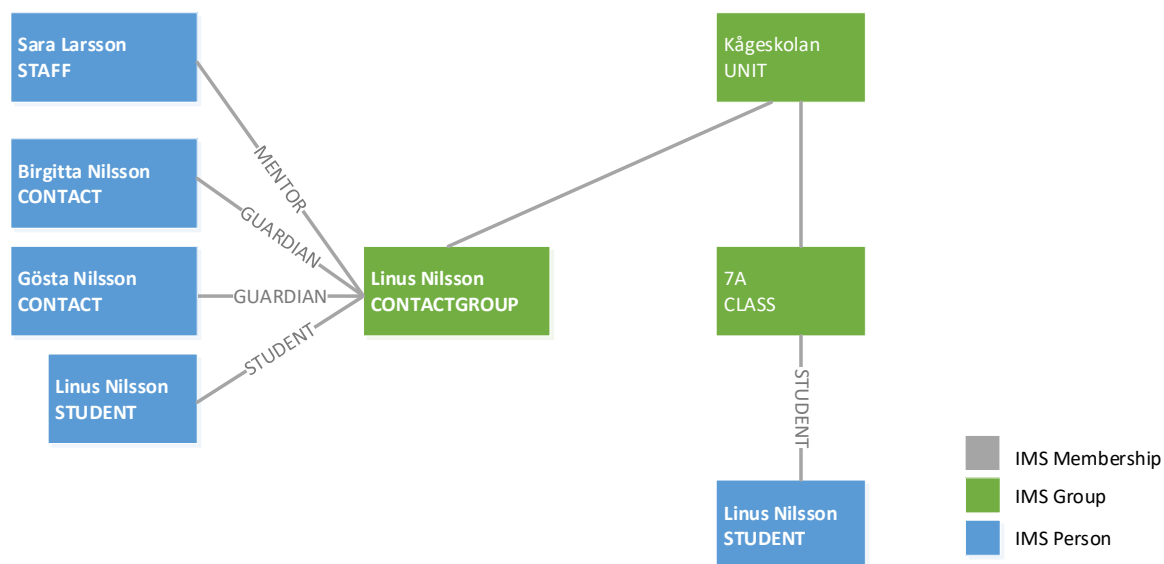 Sara Larsson
STAFF
Kågeskolan
UNIT
Birgitta Nilsson
CONTACT
MENTOR
GUARDIAN
Gösta Nilsson
CONTACT
GUARDIAN
Linus Nilsson
CONTACTGROUP
7A
CLASS
STUDENT
Linus Nilsson
STUDENT
STUDENT
Linus Nilsson
STUDENT
IMS Membership
IMS Group
IMS Person